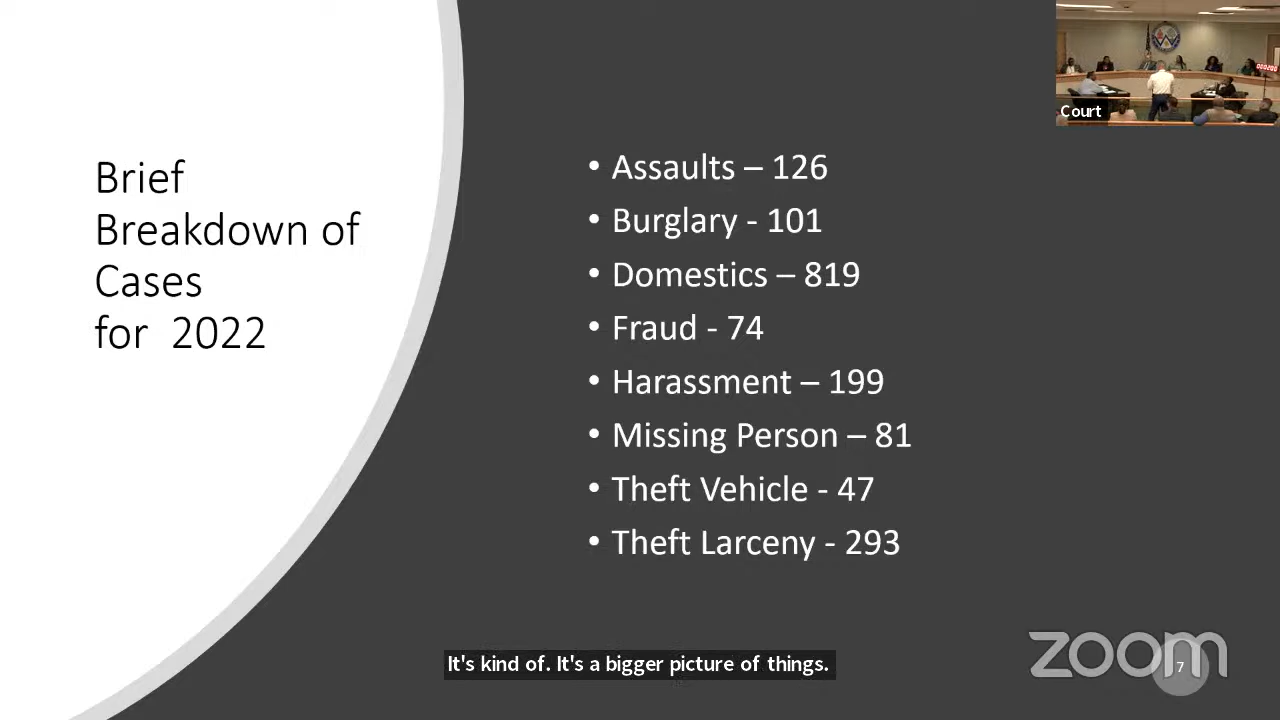 Brief
Breakdown of
Cases
for 2022
• Assaults – 126
• Burglary - 101
• Domestics – 819
• Fraud - 74
• Harassment – 199
• Missing Person – 81
• Theft Vehicle - 47
• Theft Larceny - 293
Court
It's kind of. It's a bigger picture of things.
zoom
7